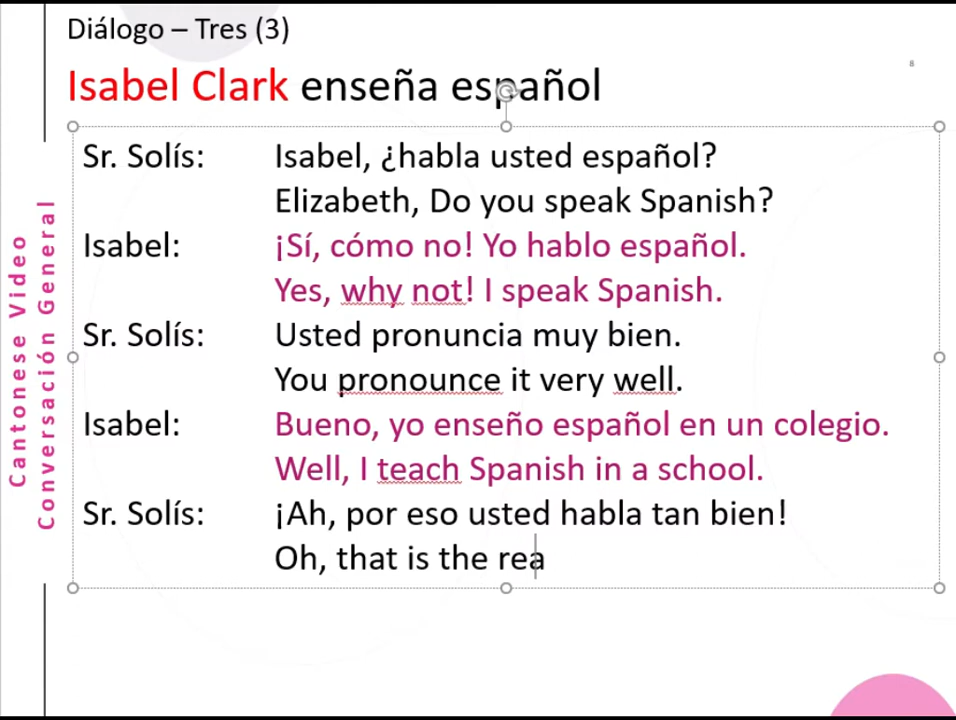 Diálogo – Tres (3)
8
Isabel Clark enseña español
Sr. Solís: Isabel, ¿habla usted español?
Elizabeth, Do you speak Spanish?
Isabel: ¡Sí, cómo no! Yo hablo español.
Yes, why not! I speak Spanish.
Sr. Solís: Usted pronuncia muy bien.
You pronounce it very well.
Isabel: Bueno, yo enseño español en un colegio.
Well, I teach Spanish in a school.
Sr. Solís: ¡Ah, por eso usted habla tan bien!
Oh, that is the rea
Cantonese Video
Conversación General